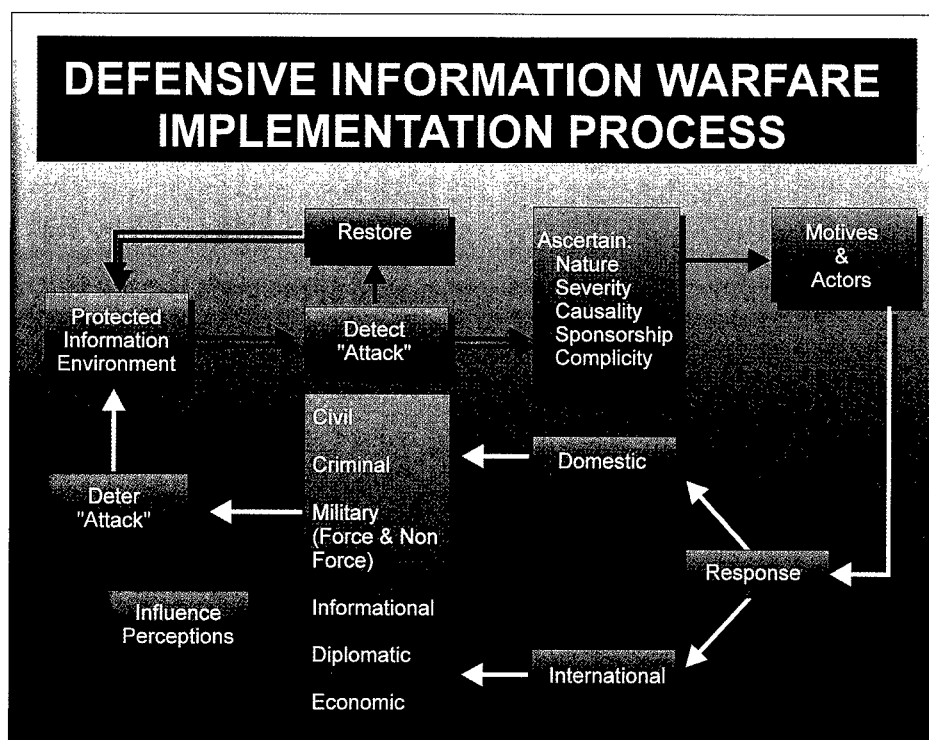 DEFENSIVE INFORMATION WARFARE
IMPLEMENTATION PROCESS
Restore
Ascertain:
Nature
Severity
Causality
Sponsorship
Complicity
Motives
&
Actors
Protected
Information
Environment
Detect
"Attack"
Civil
Criminal
Military
(Force & Non
Force)
Informational
Diplomatic
Economic
Domestic
Deter
"Attack"
Response
Influence
Perceptions
International